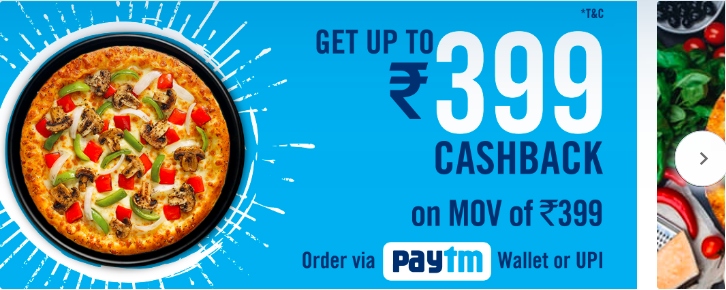 *T&C
GET UP TO
₹399
CASHBACK
on MOV of ₹399
Order via paytm Wallet or UPI